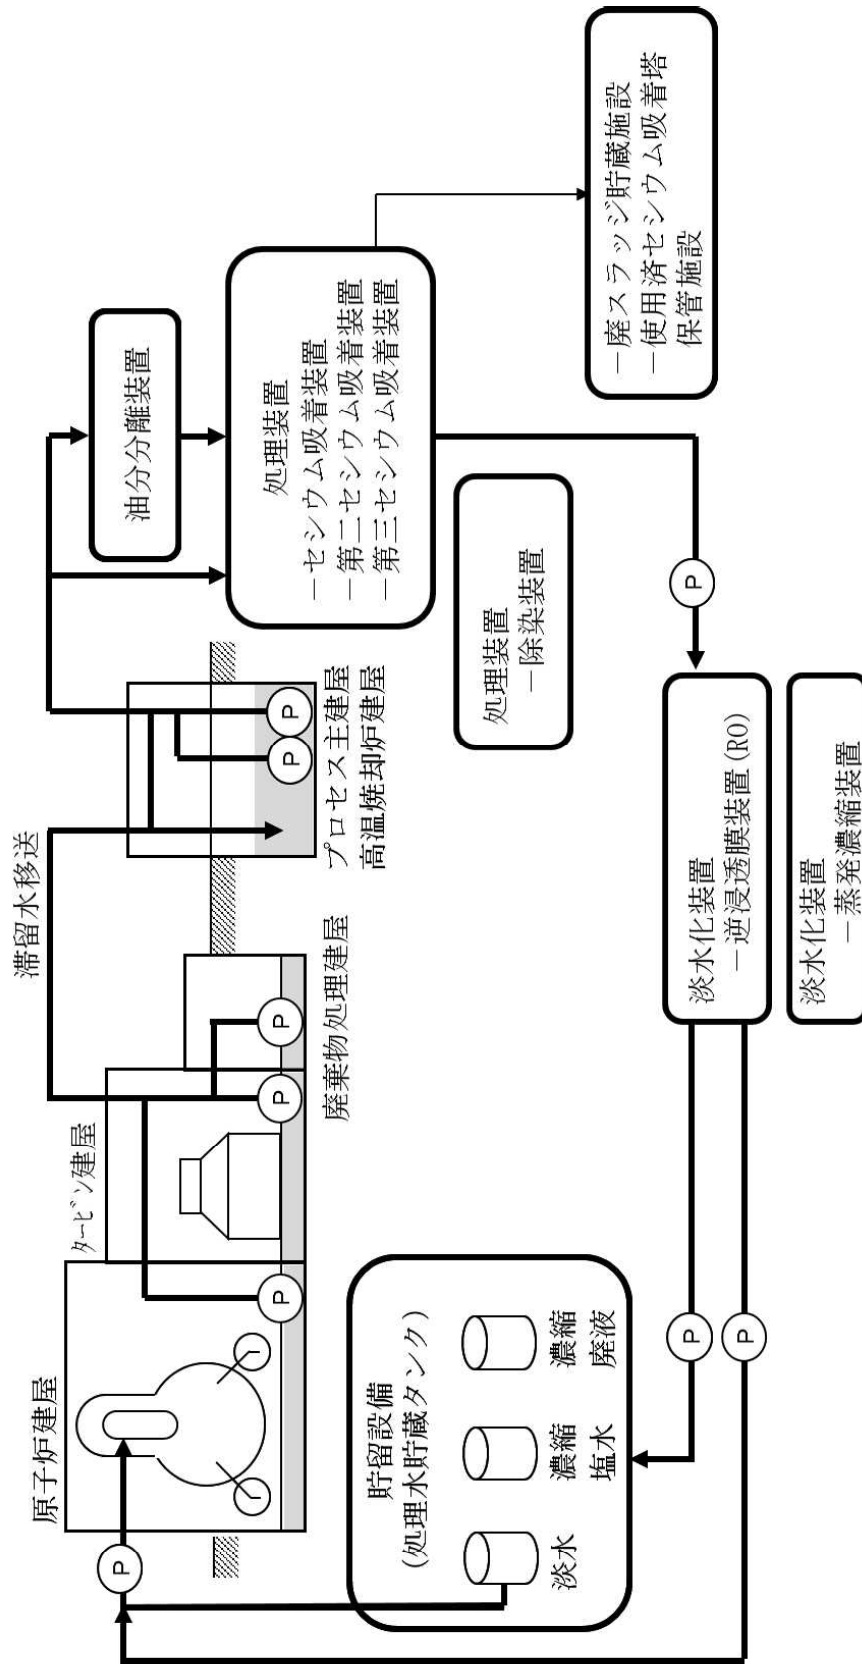 原子炉建屋
P
タービン建屋
P
P
P
廃棄物処理建屋
滞留水移送
P
P
プロセス主建屋
高温焼却炉建屋
油分分離装置
処理装置
－セシウム吸着装置
－第二セシウム吸着装置
－第三セシウム吸着装置
処理装置
－除染装置
－廃スラッジ貯蔵施設
－使用済セシウム吸着塔
保管施設
P
淡水化装置
－逆浸透膜装置(RO)
淡水化装置
－蒸発濃縮装置
P
P
貯留設備
(処理水貯蔵タンク)
淡水
濃縮
塩水
濃縮
廃液